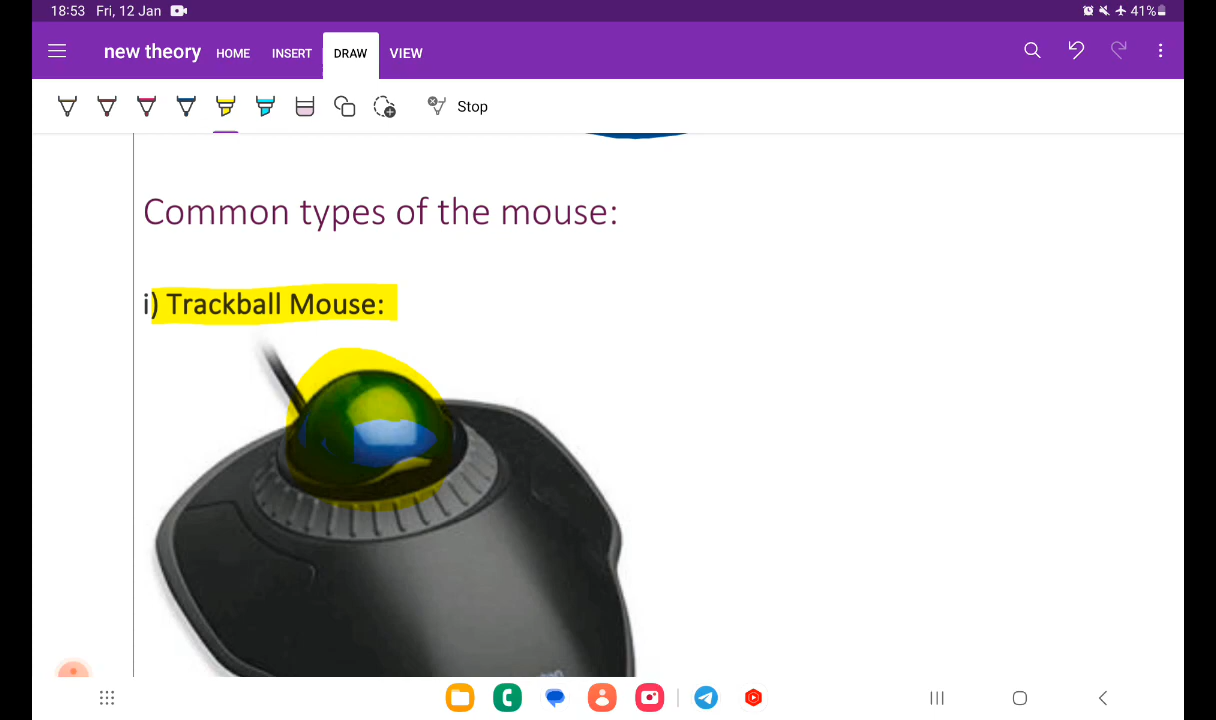 18:53 Fri, 12 Jan 41%
new theory HOME INSERT DRAW VIEW
Stop
Common types of the mouse:
i) Trackball Mouse: